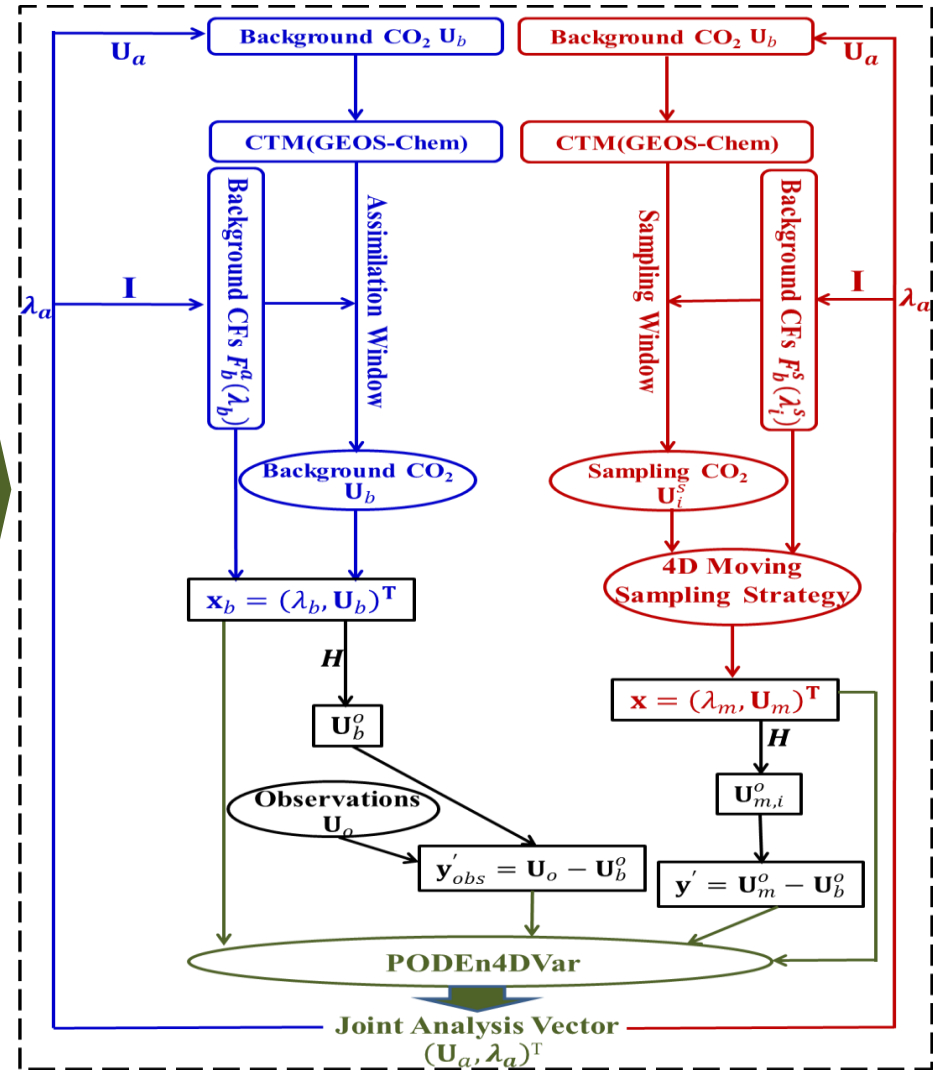 Background CO₂ U_b
Background CO₂ U_b
U_a
U_a
CTM(GEOS-Chem)
CTM(GEOS-Chem)
Background CFs F_b^a(λ_b)
Assimilation Window
Sampling Window
Background CFs F_b^s(λ_i^s)
I
I
λ_a
λ_a
Background CO₂
U_b
Sampling CO₂
U_i^s
4D Moving
Sampling Strategy
x_b = (λ_b, U_b)^T
H
x = (λ_m, U_m)^T
H
U_b^o
U_{m,i}^o
Observations
U_o
y'_{obs} = U_o − U_b^o
y' = U_m^o − U_b^o
PODEn4DVar
Joint Analysis Vector
(U_a, λ_a)^T